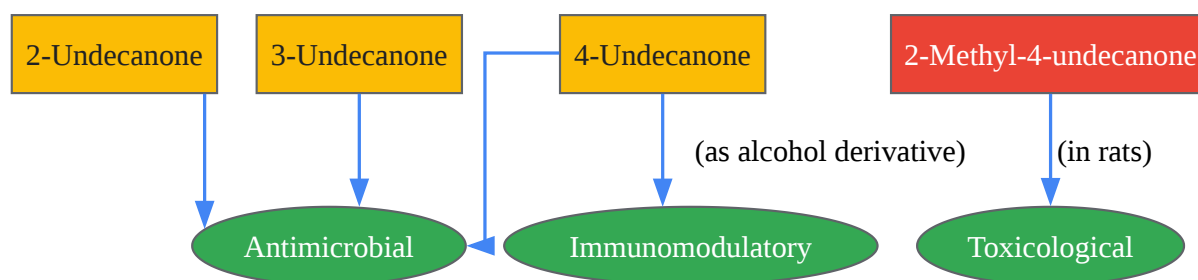 2-Undecanone
3-Undecanone
4-Undecanone
2-Methyl-4-undecanone
(as alcohol derivative)
(in rats)
Antimicrobial
Immunomodulatory
Toxicological